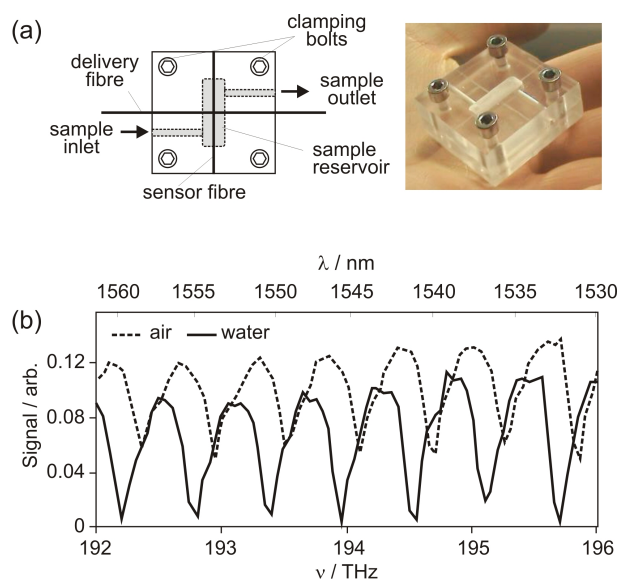 (a)
clamping
bolts
delivery
fibre
sample
outlet
sample
inlet
sample
reservoir
sensor fibre
λ / nm
1560 1555 1550 1545 1540 1535 1530
(b)
air water
Signal / arb.
0.12
0.08
0.04
0
192 193 194 195 196
ν / THz